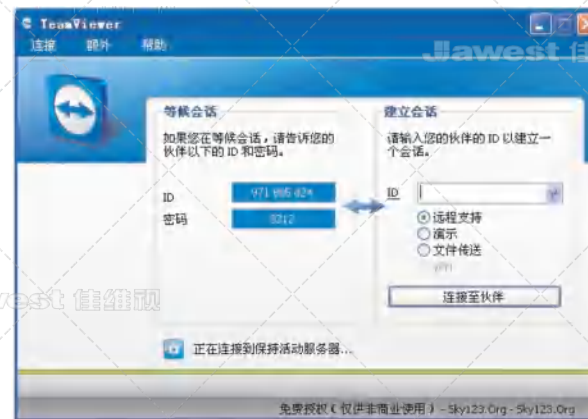 TeamViewer
连接 额外 帮助
Jawest 佳
等候会话
如果您在等候会话，请告诉您的
伙伴以下的 ID 和密码。
ID
密码 8212
建立会话
请输入您的伙伴的 ID 以建立一
个会话。
ID
远程支持
演示
文件传送
VPN
连接至伙伴
west 佳维视
正在连接到保持活动服务器...
免费授权（仅供非商业使用） - Sky123.Org - Sky123.Org